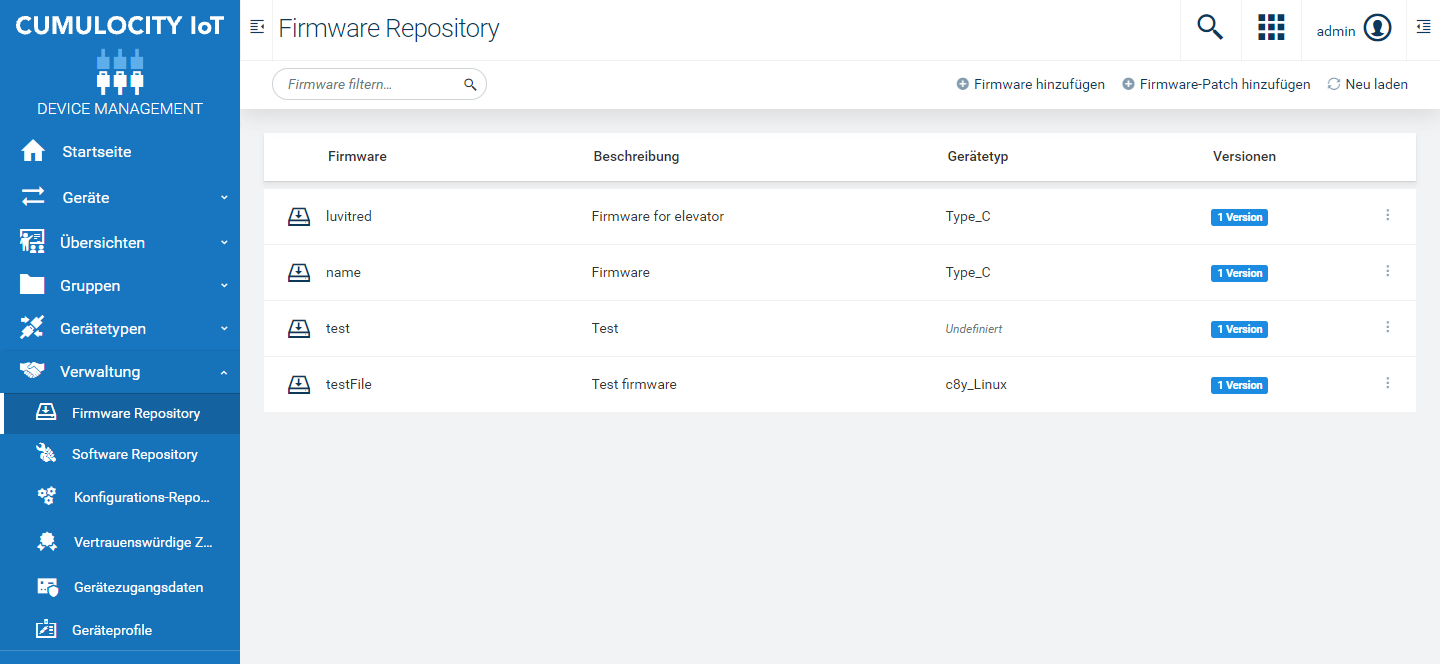 CUMULOCITY IoT
DEVICE MANAGEMENT
Startseite
Geräte
Übersichten
Gruppen
Gerätetypen
Verwaltung
Firmware Repository
Software Repository
Konfigurations-Repo...
Vertrauenswürdige Z...
Gerätezugangsdaten
Geräteprofile
Firmware Repository
admin
Firmware filtern...
Firmware hinzufügen
Firmware-Patch hinzufügen
Neu laden
Firmware Beschreibung Gerätetyp Versionen
luvitred Firmware for elevator Type_C 1 Version
name Firmware Type_C 1 Version
test Test Undefiniert 1 Version
testFile Test firmware c8y_Linux 1 Version